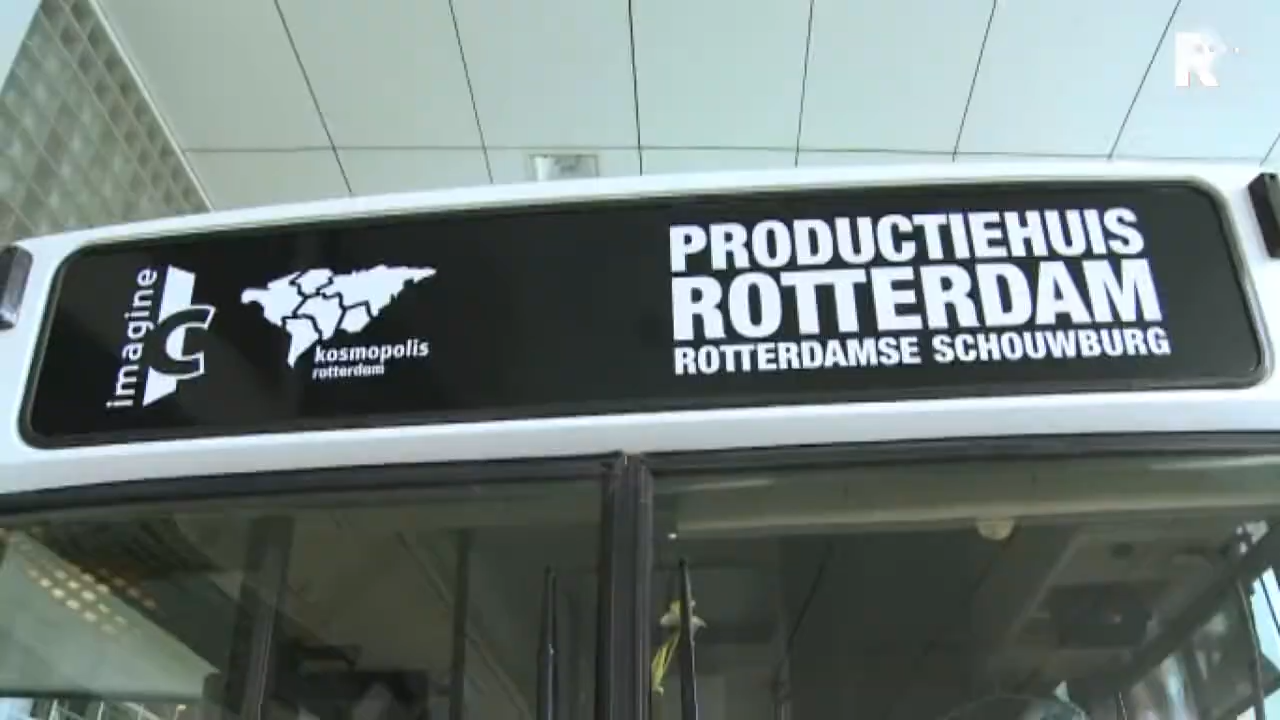 imagine C
kosmopolis
rotterdam
PRODUCTIEHUIS
ROTTERDAM
ROTTERDAMSE SCHOUWBURG
R